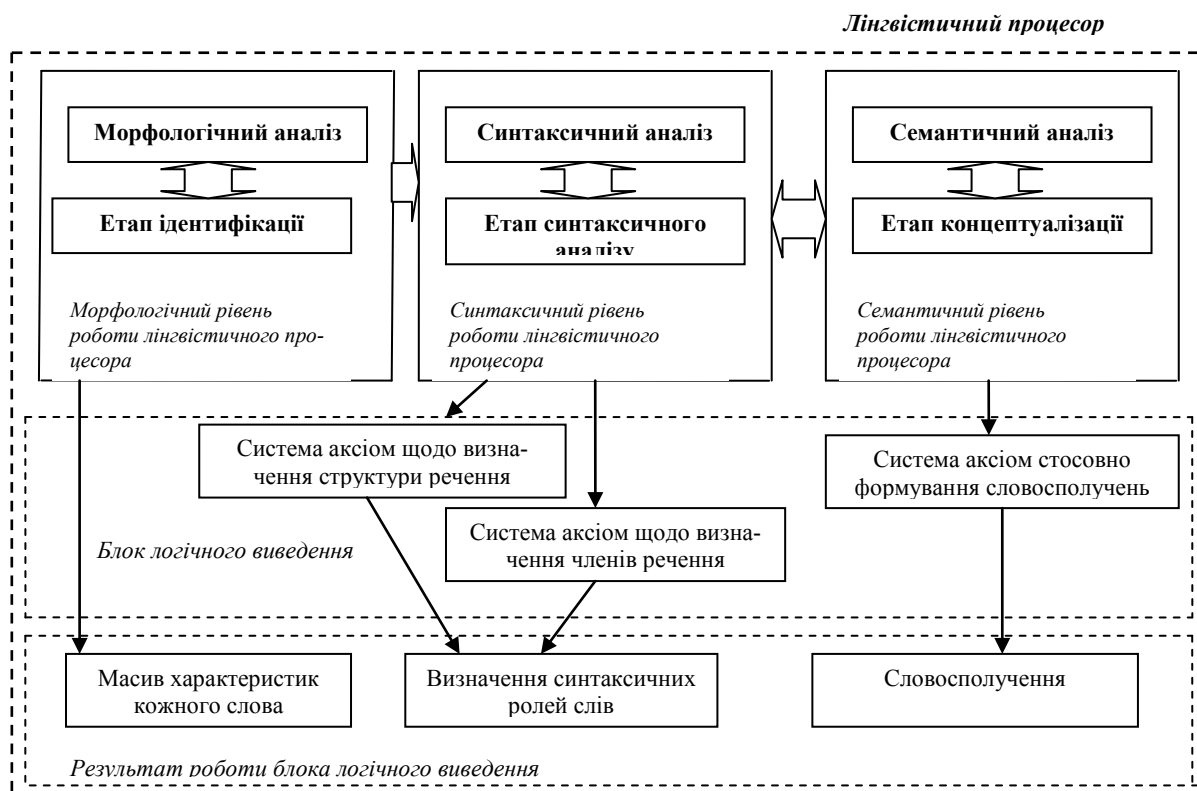 Лінгвістичний процесор
Морфологічний аналіз
Етап ідентифікації
Морфологічний рівень
роботи лінгвістичного про-
цесора
Синтаксичний аналіз
Етап синтаксичного
аналізу
Синтаксичний рівень
роботи лінгвістичного
процесора
Семантичний аналіз
Етап концептуалізації
Семантичний рівень
роботи лінгвістичного
процесора
Система аксіом щодо визна-
чення структури речення
Система аксіом стосовно
формування словосполучень
Система аксіом щодо визна-
чення членів речення
Блок логічного виведення
Масив характеристик
кожного слова
Визначення синтаксичних
ролей слів
Словосполучення
Результат роботи блока логічного виведення